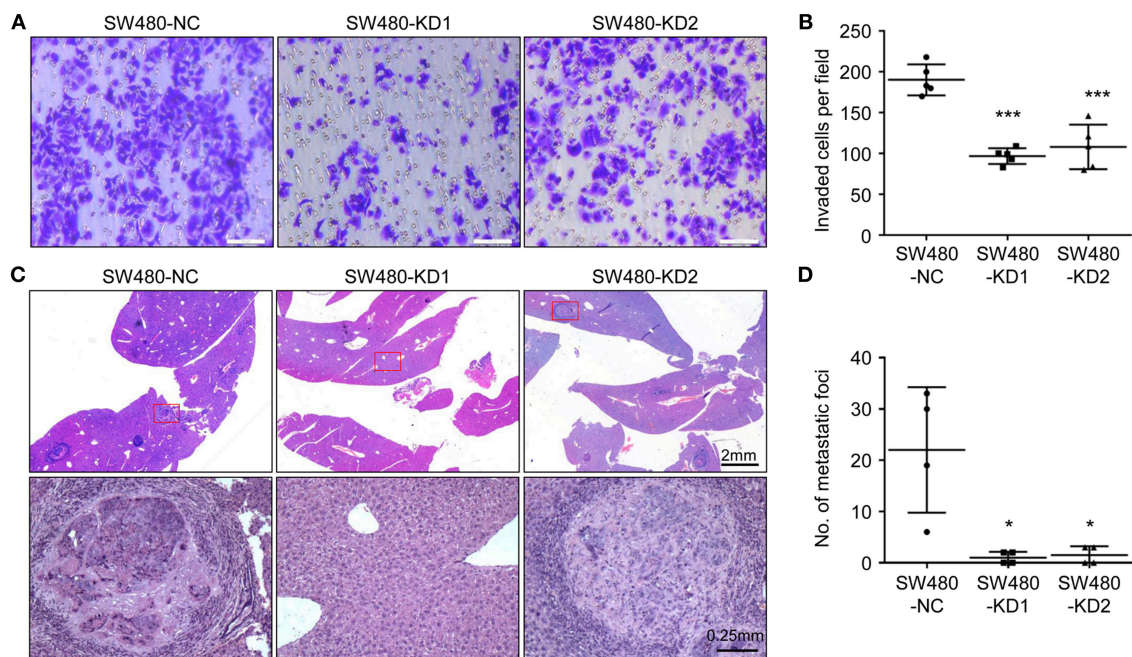 A
SW480-NC
SW480-KD1
SW480-KD2
B
Invaded cells per field
250
200
150
100
50
0
***
***
SW480
-NC
SW480
-KD1
SW480
-KD2
C
SW480-NC
SW480-KD1
SW480-KD2
2mm
0.25mm
D
No. of metastatic foci
40
30
20
10
0
*
*
SW480
-NC
SW480
-KD1
SW480
-KD2